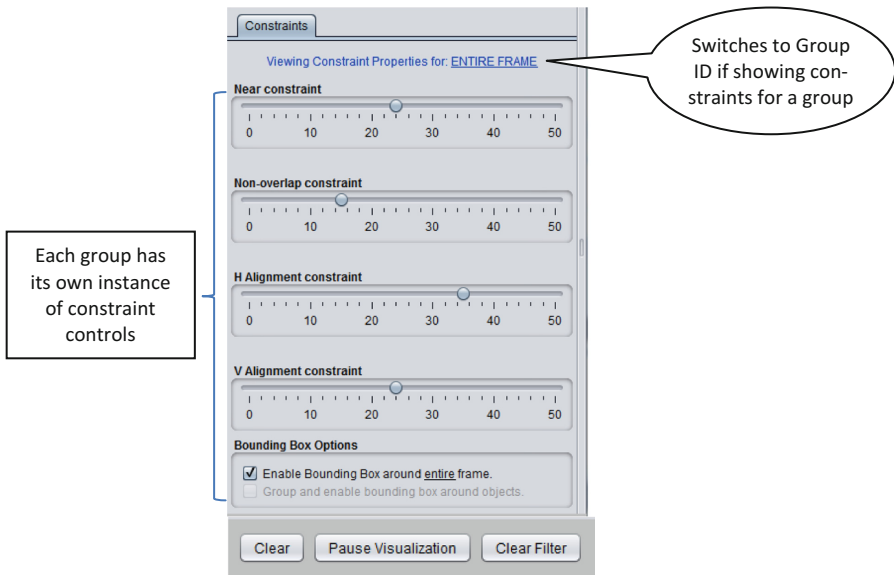 Constraints
Viewing Constraint Properties for: ENTIRE FRAME
Switches to Group
ID if showing con-
straints for a group
Near constraint
0 10 20 30 40 50
Non-overlap constraint
0 10 20 30 40 50
Each group has
its own instance
of constraint
controls
H Alignment constraint
0 10 20 30 40 50
V Alignment constraint
0 10 20 30 40 50
Bounding Box Options
Enable Bounding Box around entire frame.
Group and enable bounding box around objects.
Clear Pause Visualization Clear Filter